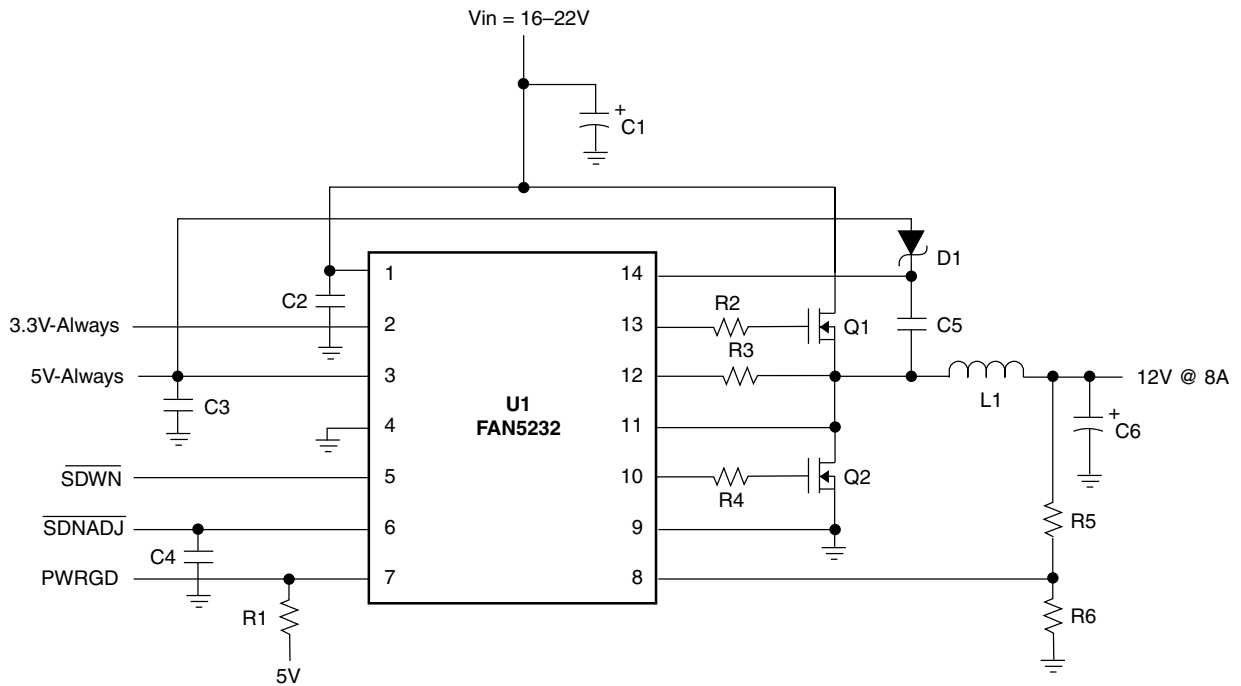 Vin = 16–22V
+
C1
D1
1
14
C2
R2
3.3V-Always
2
13
Q1
C5
R3
5V-Always
3
12
12V @ 8A
L1
C3
U1
FAN5232
+
C6
4
11
SDWN
5
10
Q2
R4
SDNADJ
6
9
R5
C4
PWRGD
7
8
R1
R6
5V